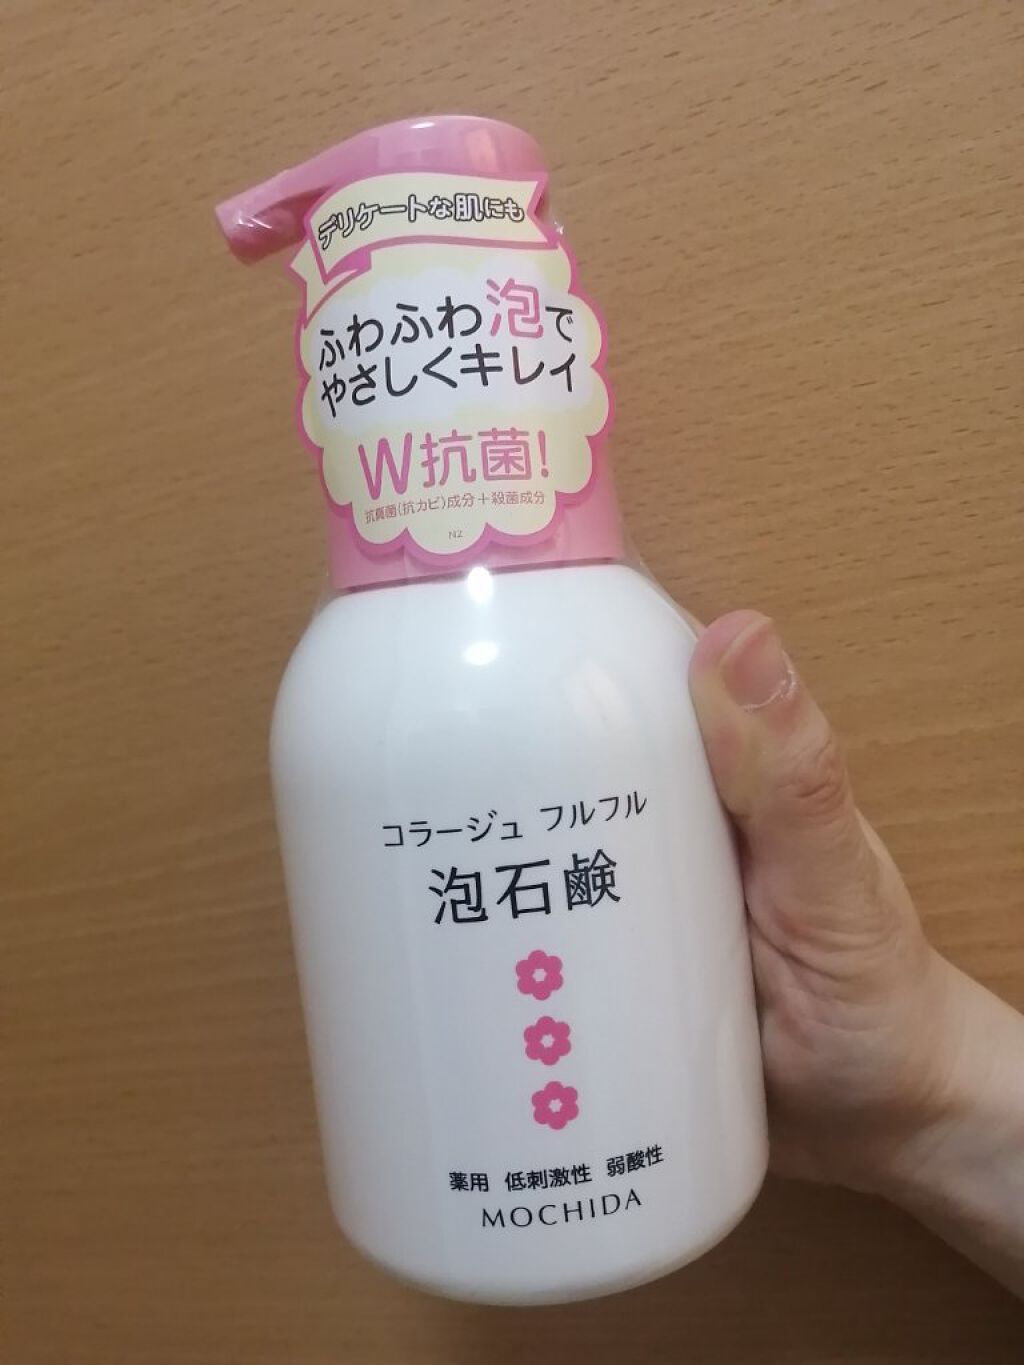 デリケートな肌にも
ふわふわ泡で
やさしくキレイ
W抗菌!
抗真菌(抗カビ)成分+殺菌成分
N2
コラージュ フルフル
泡石鹸
薬用 低刺激性 弱酸性
MOCHIDA